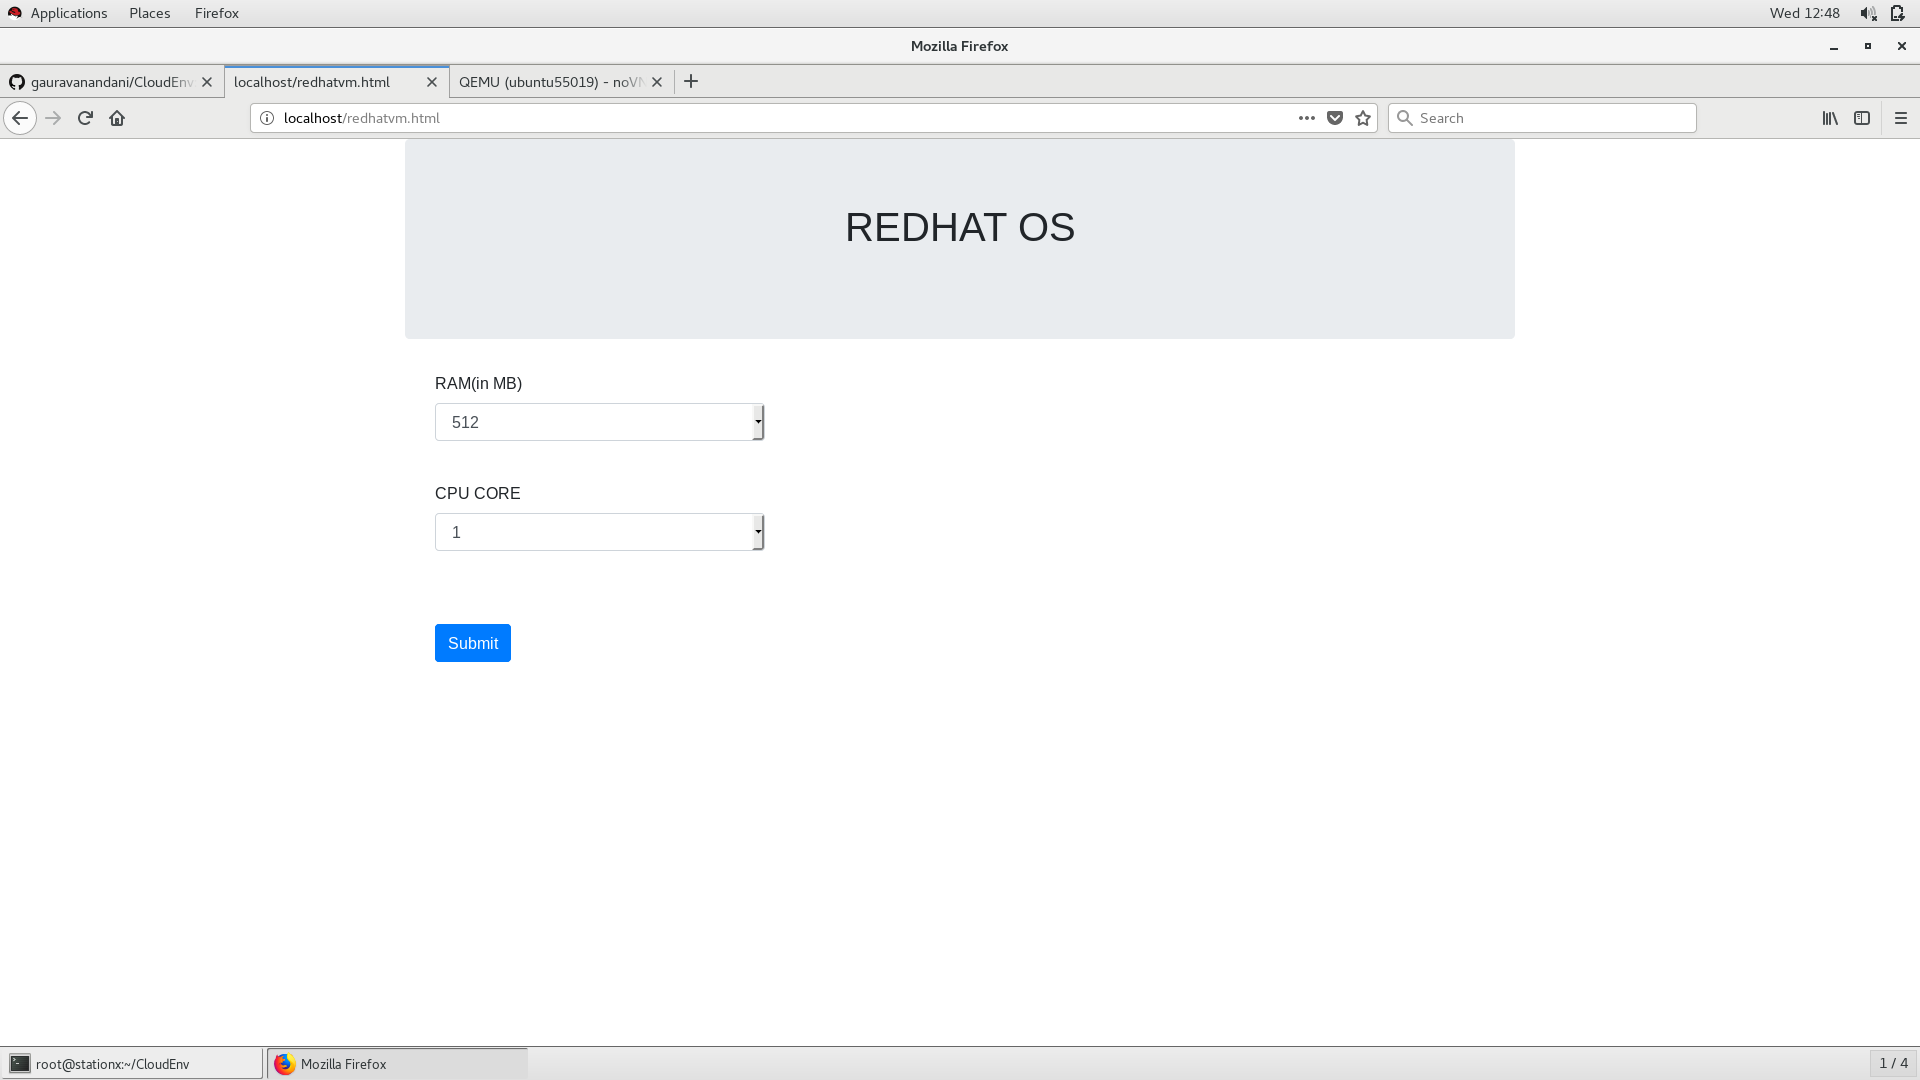 Applications Places Firefox Wed 12:48
Mozilla Firefox
gauravanandani/CloudEnv localhost/redhatvm.html QEMU (ubuntu55019) - noVN
localhost/redhatvm.html Search
REDHAT OS
RAM(in MB)
512
CPU CORE
1
Submit
root@stationx:~/CloudEnv Mozilla Firefox 1 / 4